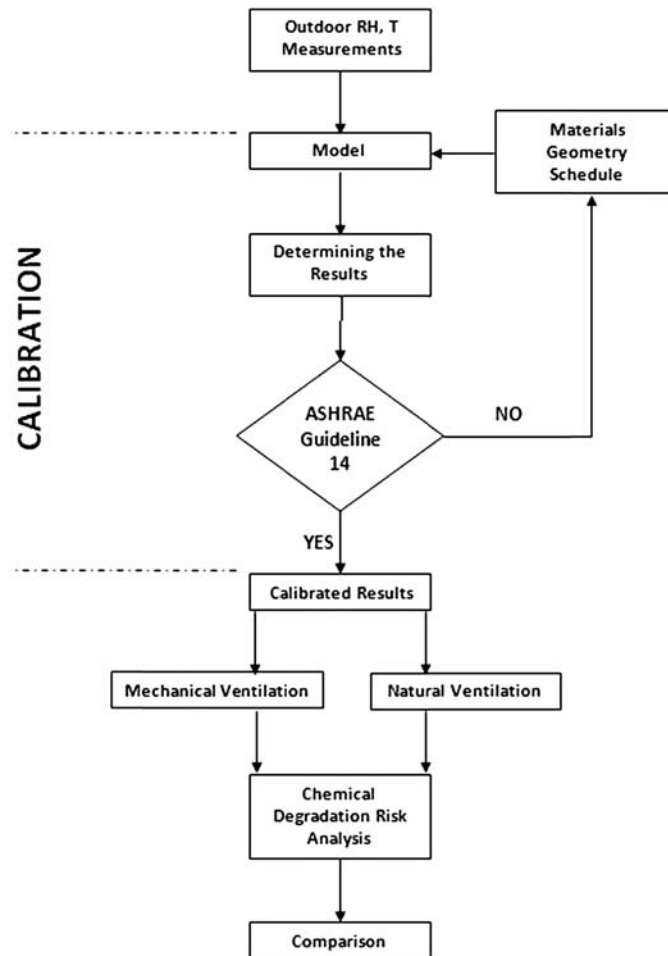 Outdoor RH, T
Measurements
Model
Materials
Geometry
Schedule
Determining the
Results
CALIBRATION
ASHRAE
Guideline
14
NO
YES
Calibrated Results
Mechanical Ventilation
Natural Ventilation
Chemical
Degradation Risk
Analysis
Comparison